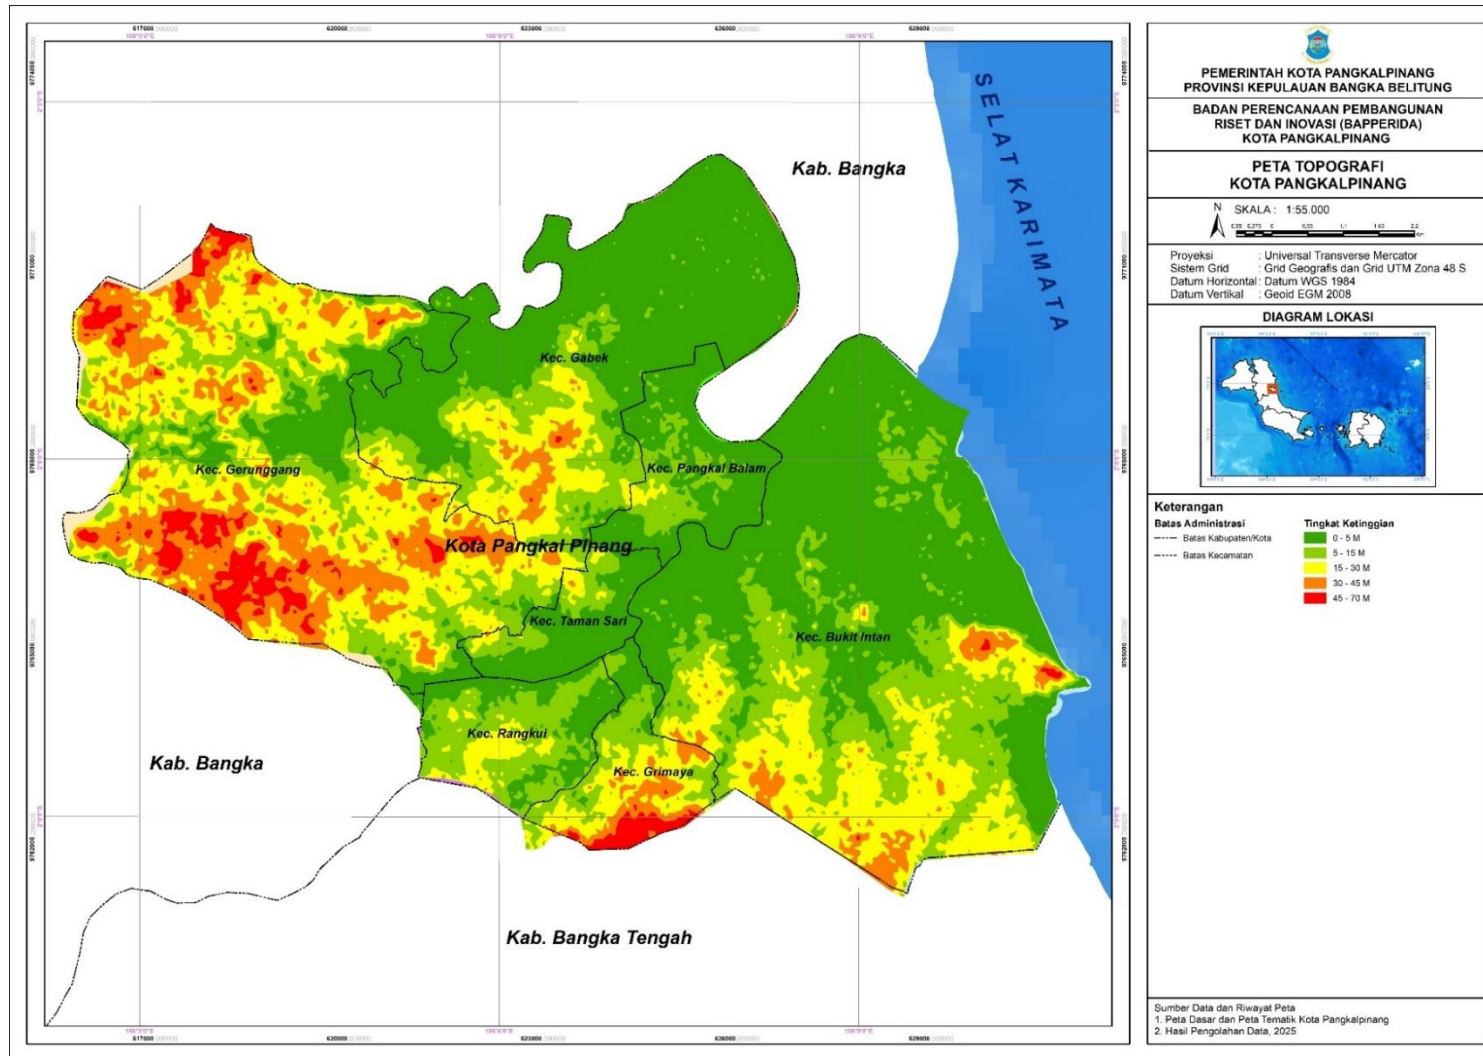 PEMERINTAH KOTA PANGKALPINANG
PROVINSI KEPULAUAN BANGKA BELITUNG
BADAN PERENCANAAN PEMBANGUNAN
RISET DAN INOVASI (BAPPERIDA)
KOTA PANGKALPINANG
PETA TOPOGRAFI
KOTA PANGKALPINANG
N
SKALA : 1:55.000
Proyeksi : Universal Transverse Mercator
Sistem Grid : Grid Geografis dan Grid UTM Zona 48 S
Datum Horizontal : Datum WGS 1984
Datum Vertikal : Geoid EGM 2008
DIAGRAM LOKASI
Keterangan
Batas Administrasi
Batas Kabupaten/Kota
Batas Kecamatan
Tingkat Ketinggian
0 - 5 M
5 - 15 M
15 - 30 M
30 - 45 M
45 - 70 M
Sumber Data dan Riwayat Peta
1. Peta Dasar dan Peta Tematik Kota Pangkalpinang
2. Hasil Pengolahan Data, 2025
SELAT KARIMATA
Kab. Bangka
Kec. Gabek
Kec. Gerunggang
Kec. Pangkal Balam
Kota Pangkal Pinang
Kec. Taman Sari
Kec. Bukit Intan
Kec. Rangkui
Kec. Grimaya
Kab. Bangka
Kab. Bangka Tengah